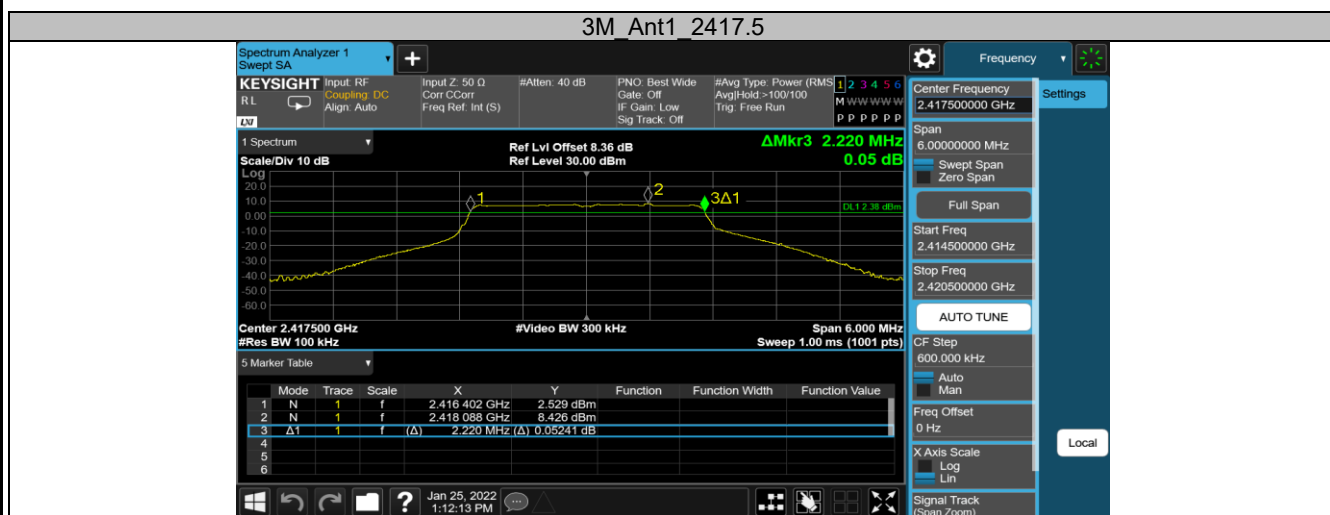 3M_Ant1_2417.5
Spectrum Analyzer 1
Swept SA
+
Frequency
KEYSIGHT
RL
LXI
Input: RF
Coupling: DC
Align: Auto
Input Z: 50 Ω
Corr CCorr
Freq Ref: Int (S)
#Atten: 40 dB
PNO: Best Wide
Gate: Off
IF Gain: Low
Sig Track: Off
#Avg Type: Power (RMS
Avg|Hold:>100/100
Trig: Free Run
1 2 3 4 5 6
M W W W W W
P P P P P P
Center Frequency
2.417500000 GHz
Settings
Span
6.00000000 MHz
Swept Span
Zero Span
Full Span
Start Freq
2.414500000 GHz
Stop Freq
2.420500000 GHz
AUTO TUNE
CF Step
600.000 kHz
Auto
Man
Freq Offset
0 Hz
X Axis Scale
Log
Lin
Local
Signal Track
(Span Zoom)
1 Spectrum
Scale/Div 10 dB
Ref Lvl Offset 8.36 dB
Ref Level 30.00 dBm
ΔMkr3 2.220 MHz
0.05 dB
Log
20.0
10.0
0.00
-10.0
-20.0
-30.0
-40.0
-50.0
-60.0
1
2
3Δ1
DL1 2.38 dBm
Center 2.417500 GHz
#Video BW 300 kHz
Span 6.000 MHz
#Res BW 100 kHz
Sweep 1.00 ms (1001 pts)
5 Marker Table
Mode Trace Scale X Y Function Function Width Function Value
1 N 1 f 2.416 402 GHz 2.529 dBm
2 N 1 f 2.418 088 GHz 8.426 dBm
3 Δ1 1 f (Δ) 2.220 MHz (Δ) 0.05241 dB
4
5
6
?
Jan 25, 2022
1:12:13 PM